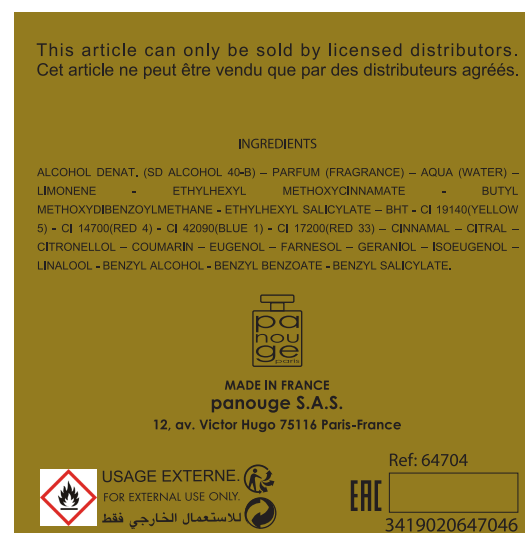 This article can only be sold by licensed distributors.
Cet article ne peut être vendu que par des distributeurs agréés.
INGREDIENTS
ALCOHOL DENAT. (SD ALCOHOL 40-B) – PARFUM (FRAGRANCE) – AQUA (WATER) –
LIMONENE - ETHYLHEXYL METHOXYCINNAMATE - BUTYL
METHOXYDIBENZOYLMETHANE - ETHYLHEXYL SALICYLATE – BHT - CI 19140(YELLOW
5) - CI 14700(RED 4) - CI 42090(BLUE 1) - CI 17200(RED 33) – CINNAMAL – CITRAL –
CITRONELLOL – COUMARIN – EUGENOL – FARNESOL – GERANIOL – ISOEUGENOL –
LINALOOL - BENZYL ALCOHOL - BENZYL BENZOATE - BENZYL SALICYLATE.
pa
nou
ge
paris
MADE IN FRANCE
panouge S.A.S.
12, av. Victor Hugo 75116 Paris-France
USAGE EXTERNE.
FOR EXTERNAL USE ONLY.
للاستعمال الخارجي فقط
Ref: 64704
EAC
3419020647046